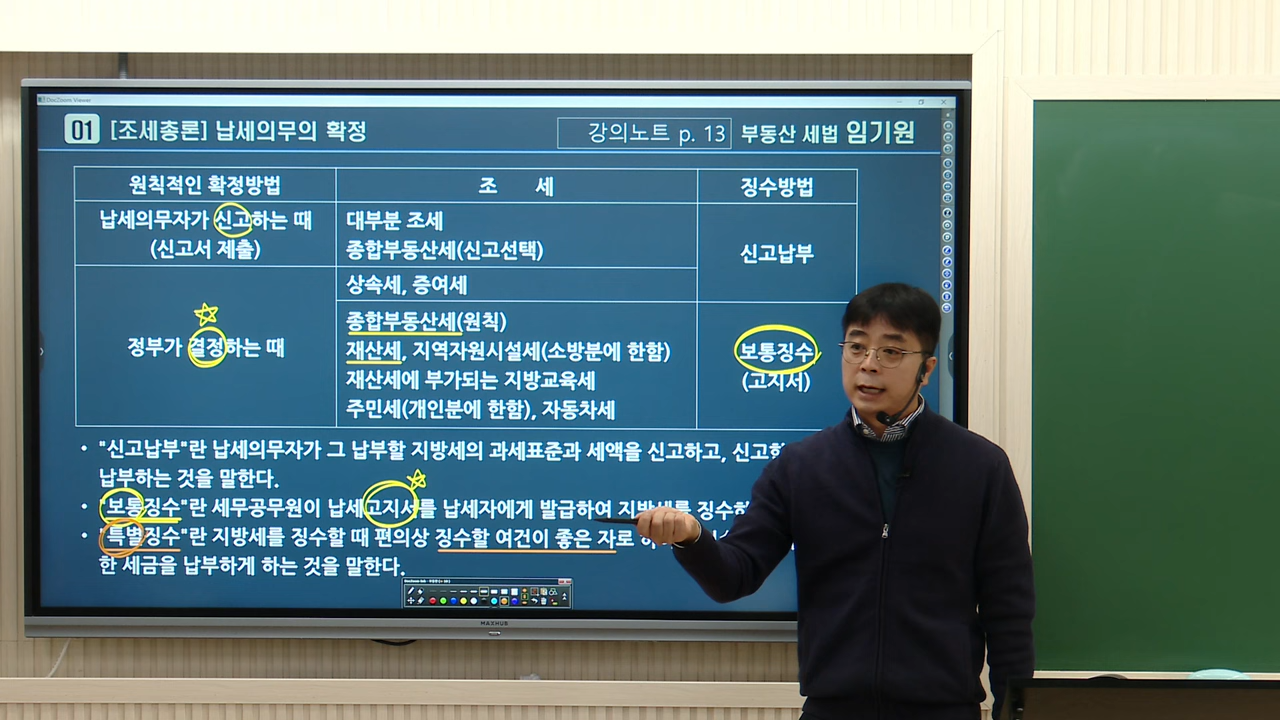 DocZoom Viewer
01 [조세총론] 납세의무의 확정
강의노트 p. 13
부동산 세법 임기원
원칙적인 확정방법
조 세
징수방법
납세의무자가 신고하는 때
(신고서 제출)
대부분 조세
종합부동산세(신고선택)
신고납부
상속세, 증여세
정부가 결정하는 때
종합부동산세(원칙)
재산세, 지역자원시설세(소방분에 한함)
재산세에 부가되는 지방교육세
주민세(개인분에 한함), 자동차세
보통징수
(고지서)
• "신고납부"란 납세의무자가 그 납부할 지방세의 과세표준과 세액을 신고하고, 신고한
납부하는 것을 말한다.
• "보통징수"란 세무공무원이 납세고지서를 납세자에게 발급하여 지방세를 징수하
• "특별징수"란 지방세를 징수할 때 편의상 징수할 여건이 좋은 자로
한 세금을 납부하게 하는 것을 말한다.
MAXHUB